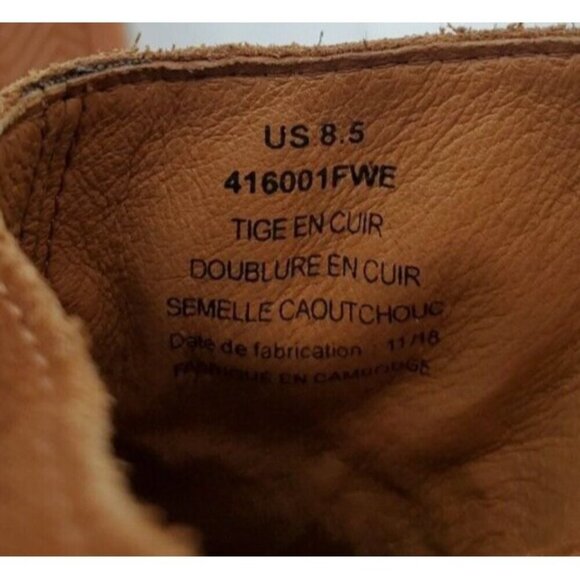 US 8.5
416001FWE
TIGE EN CUIR
DOUBLURE EN CUIR
SEMELLE CAOUTCHOUC
Date de fabrication : 11/18
FABRIQUE EN CAMBODGE